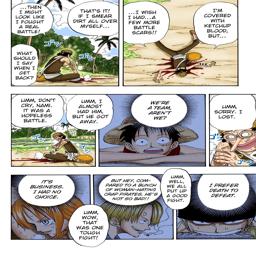 I'M
COVERED
WITH
KETCHUP
BLOOD,
BUT...
...I WISH
I HAD...A
FEW MORE
BATTLE
SCARS!!
THAT'S IT!
IF I SMEAR
DIRT ALL OVER
MYSELF...
...THEN I
MIGHT LOOK
LIKE I
FOUGHT A
REAL
BATTLE!
WHAT
SHOULD
I SAY
WHEN I
GET
BACK?
UMM,
SORRY. I
LOST.
WE'RE
A TEAM,
AREN'T
WE?
UMM, I
ALMOST
HAD HIM,
BUT HE GOT
AWAY.
UMM, DON'T
CRY, NAMI.
IT WAS A
HOPELESS
BATTLE.
I PREFER
DEATH TO
DEFEAT.
UMM,
WELL,
WE ALL
PUT UP
A GOOD
FIGHT.
BUT HEY, COM-
PARED TO A BUNCH
OF WOMAN-HATING
CRAP PIRATES, HE'S
NOT SO BAD!!
UMM,
WOW,
THAT
WAS ONE
TOUGH
FIGHT!
IT'S
BUSINESS.
I HAD NO
CHOICE.